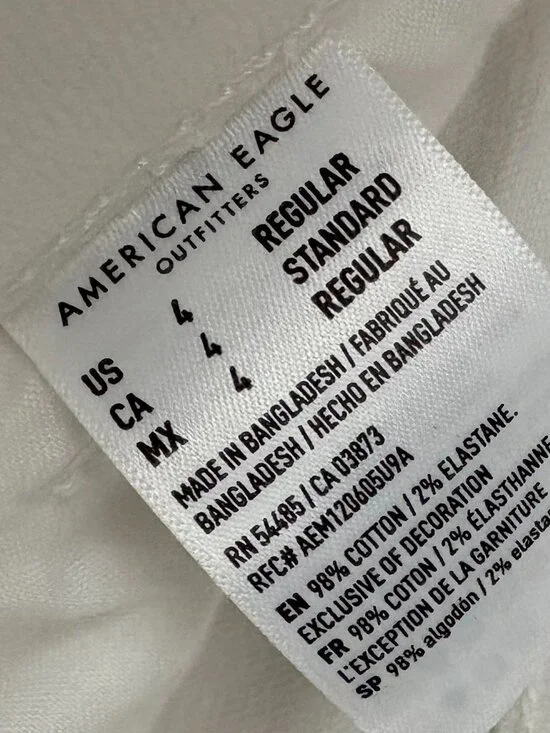 AMERICAN EAGLE
OUTFITTERS
US 4 REGULAR
CA 4 STANDARD
MX 4 REGULAR
MADE IN BANGLADESH / FABRIQUÉ AU
BANGLADESH / HECHO EN BANGLADESH
RN 54485 / CA 03873
RFC# AEM120605U9A
EN 98% COTTON / 2% ELASTANE.
EXCLUSIVE OF DECORATION
FR 98% COTON / 2% ÉLASTHANNE
L'EXCEPTION DE LA GARNITURE
SP 98% algodón / 2% elasta